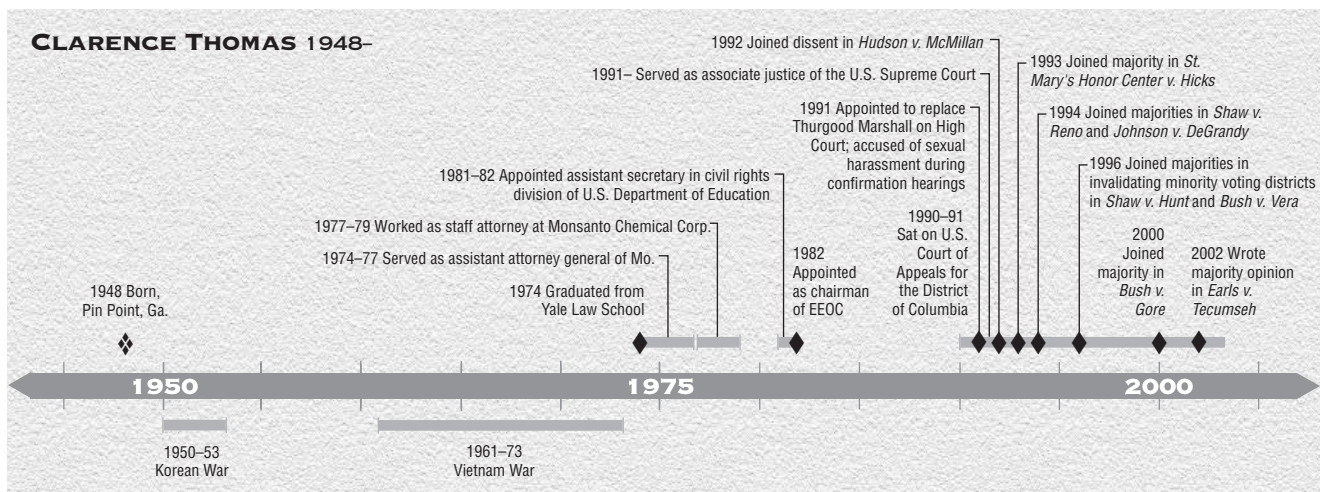 CLARENCE THOMAS 1948–
1948 Born,
Pin Point, Ga.
1974 Graduated from
Yale Law School
1974–77 Served as assistant attorney general of Mo.
1977–79 Worked as staff attorney at Monsanto Chemical Corp.
1981–82 Appointed assistant secretary in civil rights
division of U.S. Department of Education
1982
Appointed
as chairman
of EEOC
1990–91
Sat on U.S.
Court of
Appeals for
the District
of Columbia
1991 Appointed to replace
Thurgood Marshall on High
Court; accused of sexual
harassment during
confirmation hearings
1991– Served as associate justice of the U.S. Supreme Court
1992 Joined dissent in Hudson v. McMillan
1993 Joined majority in St.
Mary's Honor Center v. Hicks
1994 Joined majorities in Shaw v.
Reno and Johnson v. DeGrandy
1996 Joined majorities in
invalidating minority voting districts
in Shaw v. Hunt and Bush v. Vera
2000
Joined
majority in
Bush v.
Gore
2002 Wrote
majority opinion
in Earls v.
Tecumseh
1950
1975
2000
1950–53
Korean War
1961–73
Vietnam War